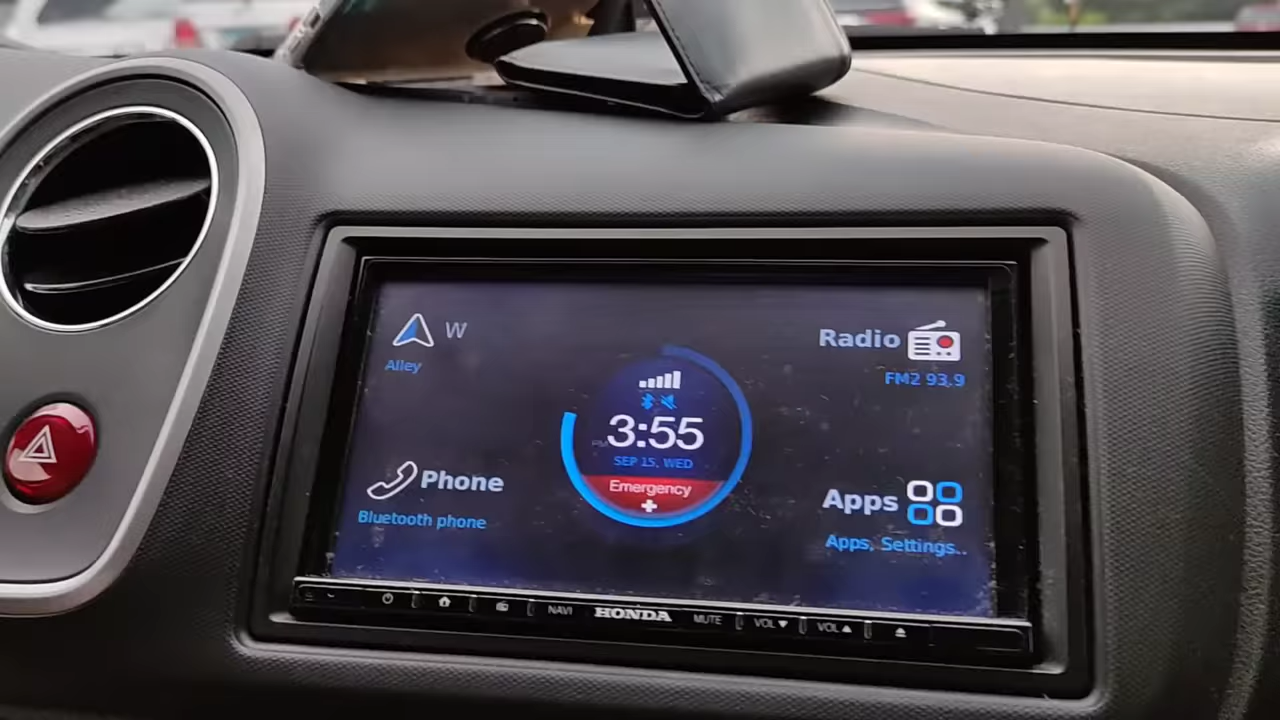 W
Alley
Radio
FM2 93.9
PM 3:55
SEP 15, WED
Emergency
Phone
Bluetooth phone
Apps
Apps, Settings..
NAVI
HONDA
MUTE
VOL
VOL